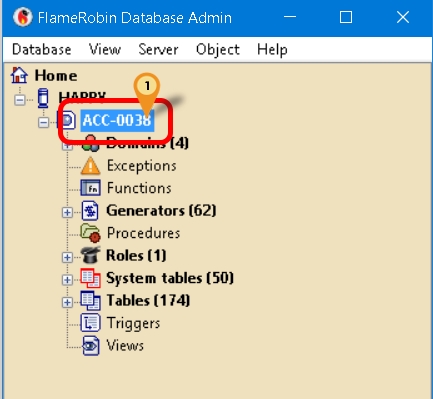 FlameRobin Database Admin
Database View Server Object Help
Home
HAPPY
1
ACC-0038
Domains (4)
Exceptions
Fn Functions
Generators (62)
Procedures
Roles (1)
System tables (50)
Tables (174)
Triggers
Views